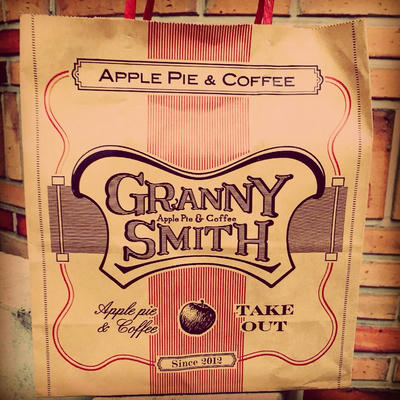 APPLE PIE & COFFEE
GRANNY
Apple Pie & Coffee
SMITH
Apple pie
& Coffee
TAKE
OUT
Since 2012